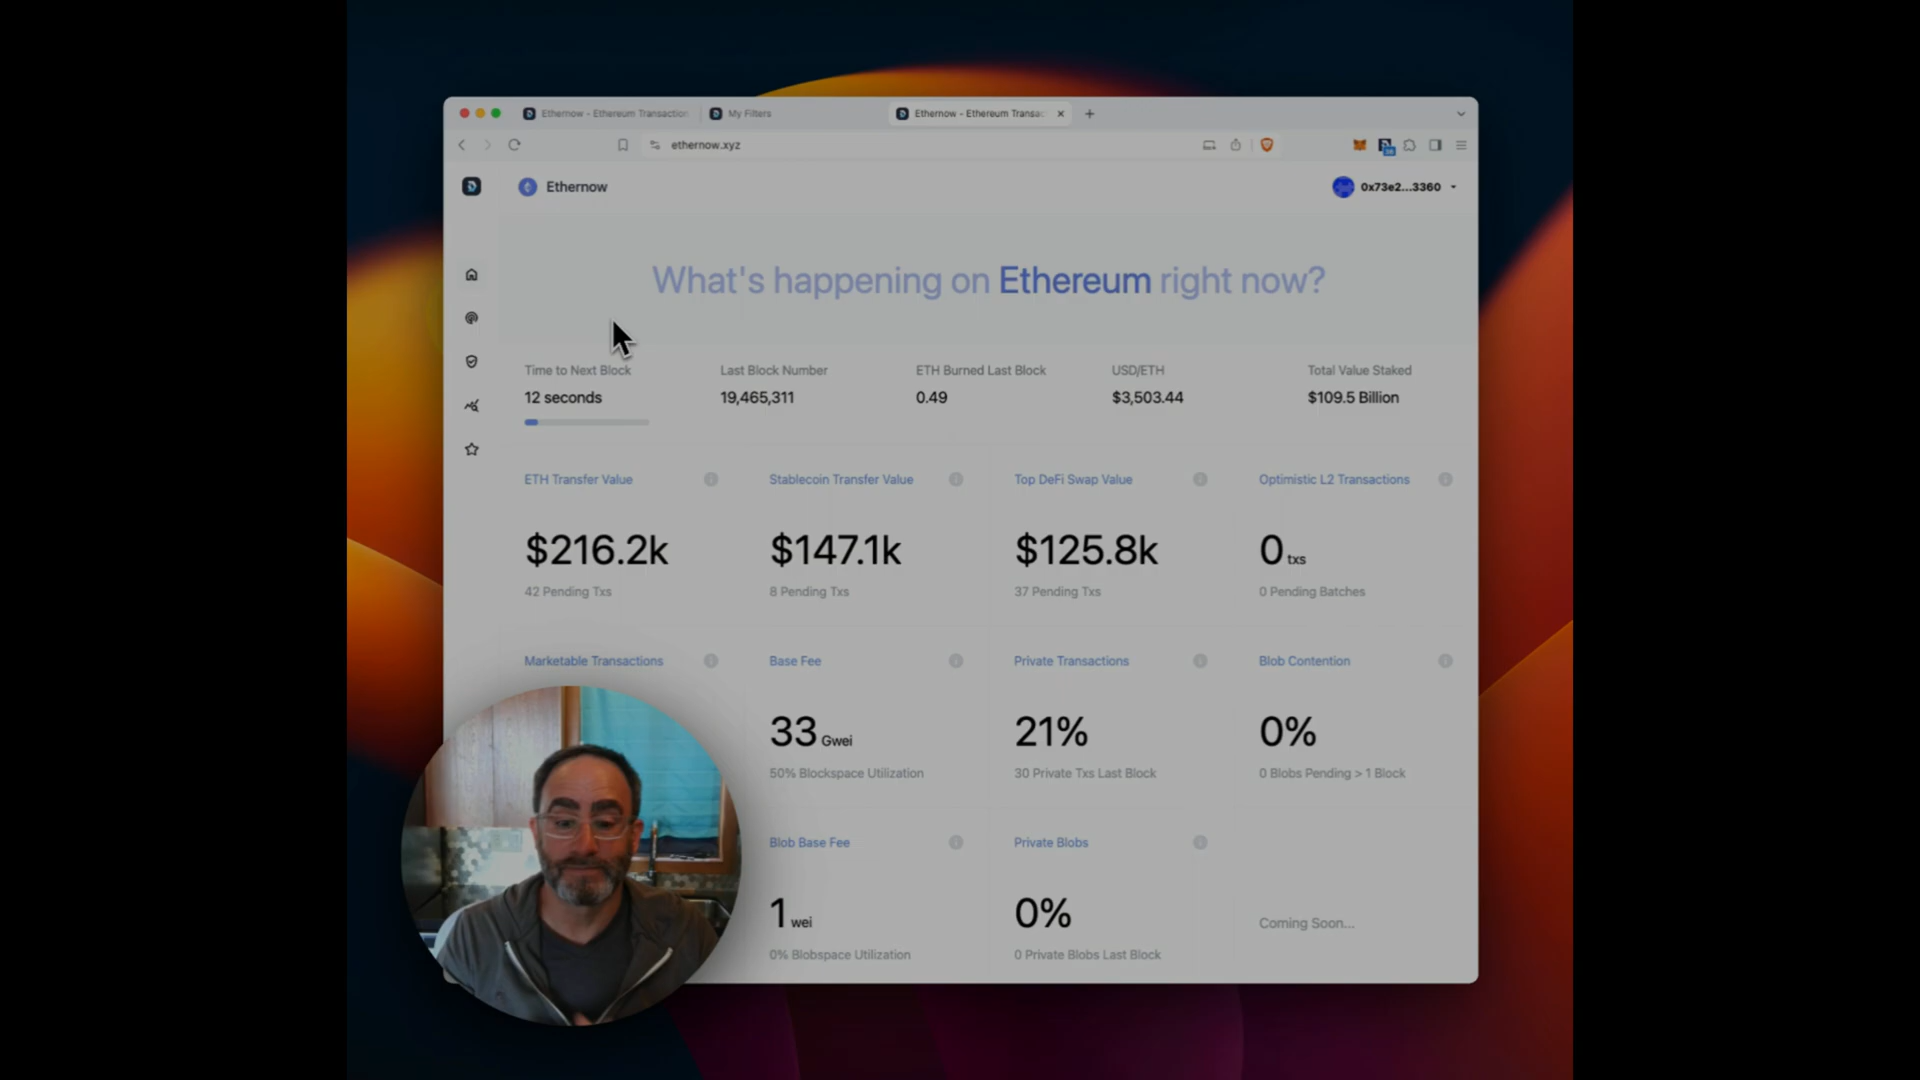 Ethernow - Ethereum Transaction
My Filters
Ethernow - Ethereum Transac
ethernow.xyz
Ethernow
0x73e2...3360
What's happening on Ethereum right now?
Time to Next Block
12 seconds
Last Block Number
19,465,311
ETH Burned Last Block
0.49
USD/ETH
$3,503.44
Total Value Staked
$109.5 Billion
ETH Transfer Value
$216.2k
42 Pending Txs
Stablecoin Transfer Value
$147.1k
8 Pending Txs
Top DeFi Swap Value
$125.8k
37 Pending Txs
Optimistic L2 Transactions
0 txs
0 Pending Batches
Marketable Transactions
Base Fee
33 Gwei
50% Blockspace Utilization
Private Transactions
21%
30 Private Txs Last Block
Blob Contention
0%
0 Blobs Pending > 1 Block
Blob Base Fee
1 wei
0% Blobspace Utilization
Private Blobs
0%
0 Private Blobs Last Block
Coming Soon...